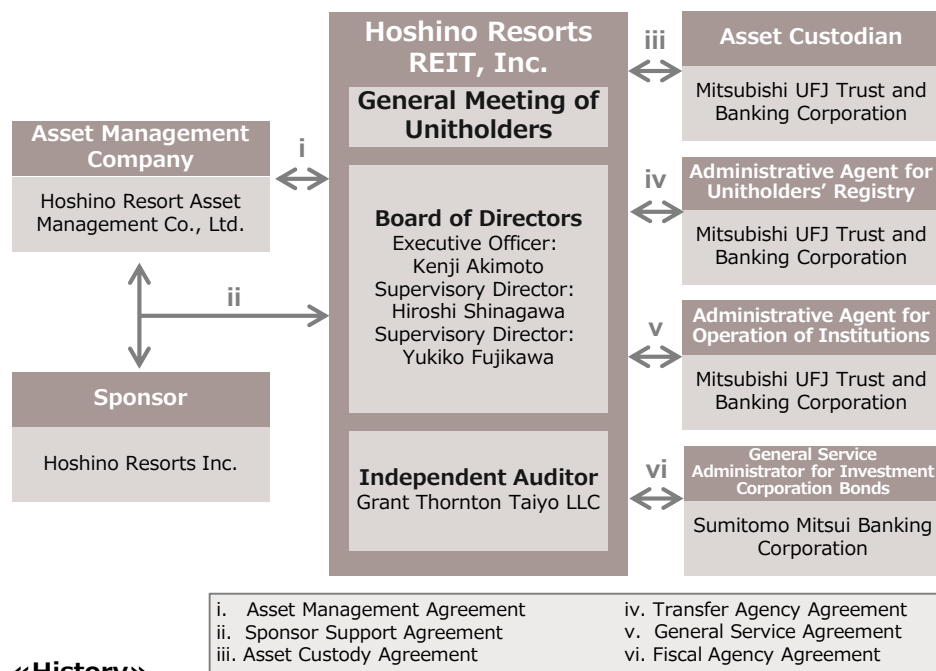 Asset Management
Company
Hoshino Resort Asset
Management Co., Ltd.
i
ii
Sponsor
Hoshino Resorts Inc.
Hoshino Resorts
REIT, Inc.
General Meeting of
Unitholders
Board of Directors
Executive Officer:
Kenji Akimoto
Supervisory Director:
Hiroshi Shinagawa
Supervisory Director:
Yukiko Fujikawa
Independent Auditor
Grant Thornton Taiyo LLC
iii
Asset Custodian
Mitsubishi UFJ Trust and
Banking Corporation
iv
Administrative Agent for
Unitholders’ Registry
Mitsubishi UFJ Trust and
Banking Corporation
v
Administrative Agent for
Operation of Institutions
Mitsubishi UFJ Trust and
Banking Corporation
vi
General Service
Administrator for Investment
Corporation Bonds
Sumitomo Mitsui Banking
Corporation
i. Asset Management Agreement
ii. Sponsor Support Agreement
iii. Asset Custody Agreement
iv. Transfer Agency Agreement
v. General Service Agreement
vi. Fiscal Agency Agreement
«History»